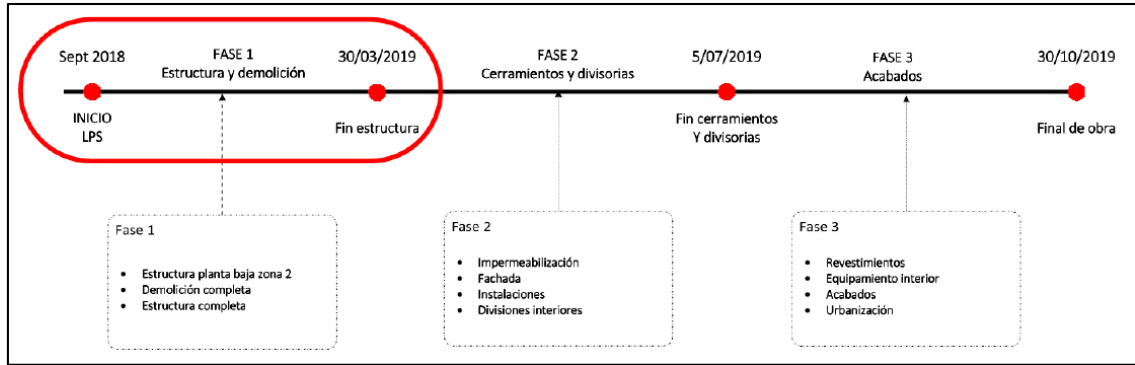 Sept 2018
FASE 1
Estructura y demolición
30/03/2019
FASE 2
Cerramientos y divisorias
5/07/2019
FASE 3
Acabados
30/10/2019
INICIO
LPS
Fin estructura
Fin cerramientos
Y divisorias
Final de obra
Fase 1
• Estructura planta baja zona 2
• Demolición completa
• Estructura completa
Fase 2
• Impermeabilización
• Fachada
• Instalaciones
• Divisiones interiores
Fase 3
• Revestimientos
• Equipamiento interior
• Acabados
• Urbanización